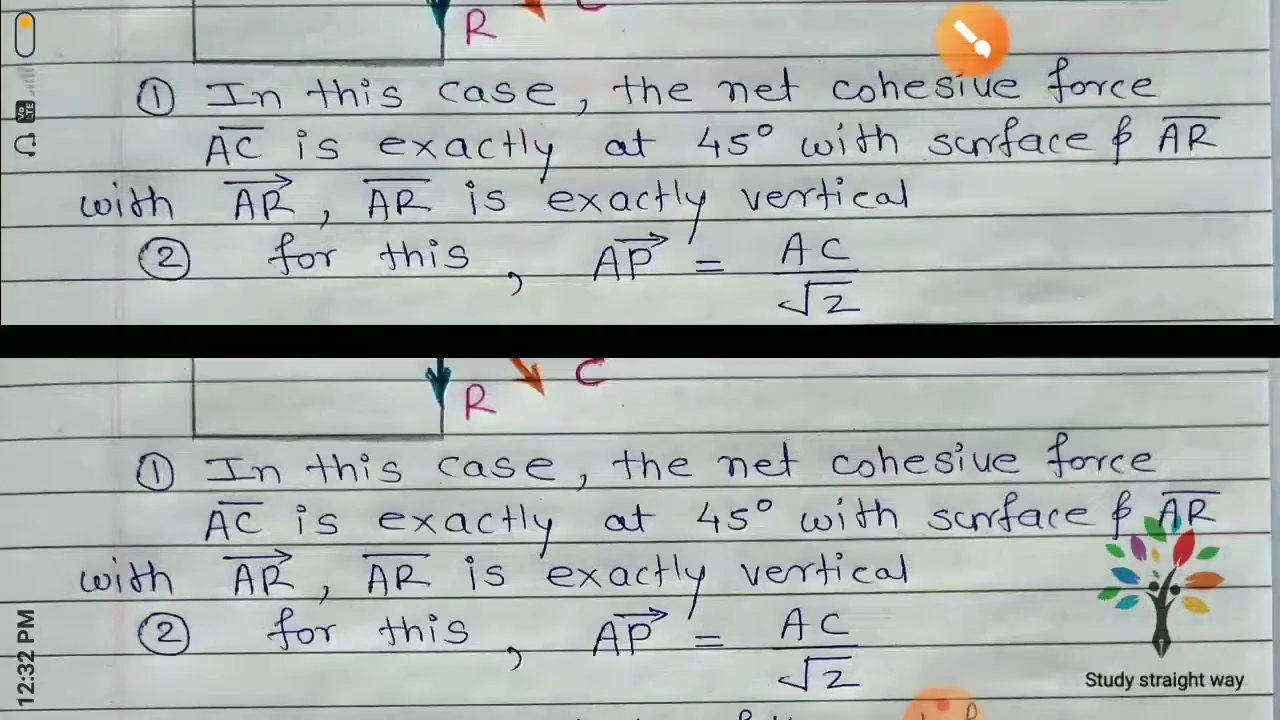 R
① In this case, the net cohesive force
AC is exactly at 45° with surface & AR
with AR, AR is exactly vertical
② for this, AP = AC/√2
C
R
① In this case, the net cohesive force
AC is exactly at 45° with surface & AR
with AR, AR is exactly vertical
② for this, AP = AC/√2
12:32 PM
Study straight way